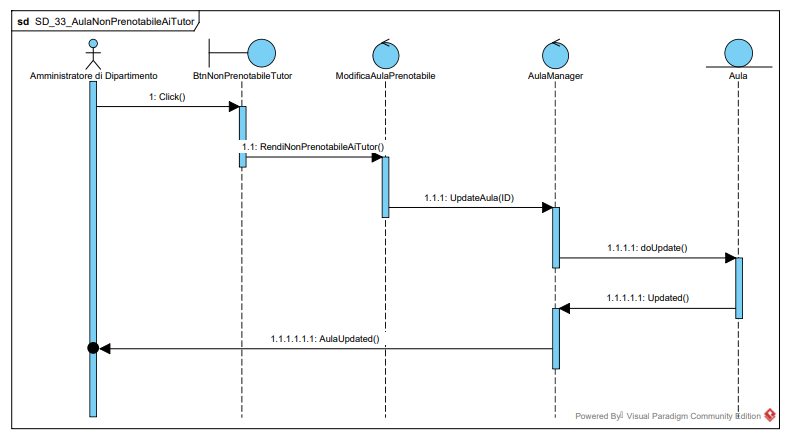 sd SD_33_AulaNonPrenotabileAiTutor
Amministratore di Dipartimento
BtnNonPrenotabileTutor
ModificaAulaPrenotabile
AulaManager
Aula
1: Click()
1.1: RendiNonPrenotabileAiTutor()
1.1.1: UpdateAula(ID)
1.1.1.1: doUpdate()
1.1.1.1.1: Updated()
1.1.1.1.1.1: AulaUpdated()
Powered By Visual Paradigm Community Edition